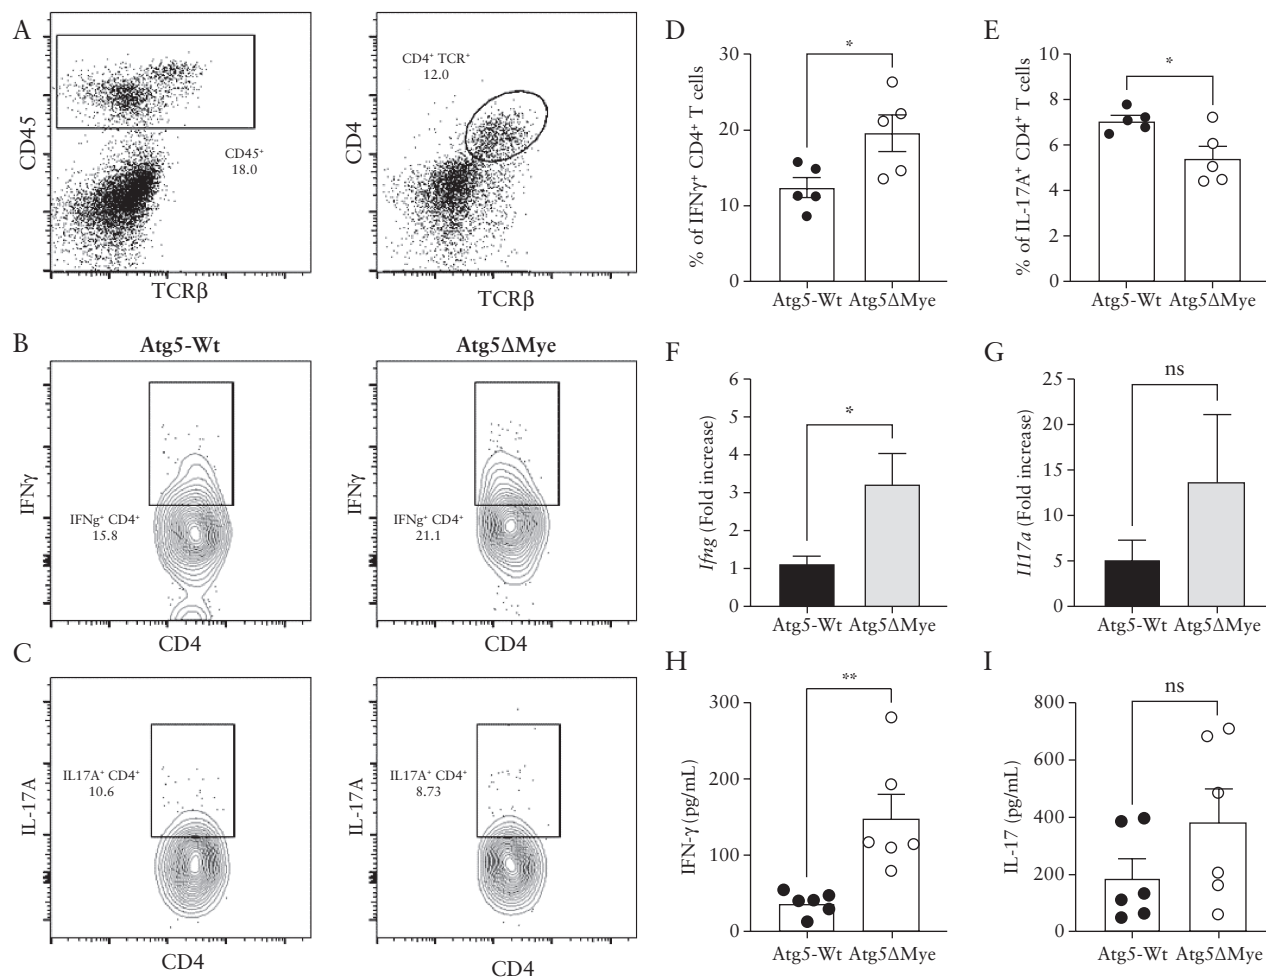 A
CD45
TCRβ
CD45⁺
18.0
CD4
TCRβ
CD4⁺ TCR⁺
12.0
D
% of IFNγ⁺ CD4⁺ T cells
30
20
10
0
*
Atg5-Wt Atg5ΔMye
E
% of IL-17A⁺ CD4⁺ T cells
10
8
6
4
2
0
*
Atg5-Wt Atg5ΔMye
B
Atg5-Wt
IFNγ
IFNg⁺ CD4⁺
15.8
CD4
Atg5ΔMye
IFNγ
IFNg⁺ CD4⁺
21.1
CD4
F
Ifng (Fold increase)
6
5
4
3
2
1
0
*
Atg5-Wt Atg5ΔMye
G
Il17a (Fold increase)
25
20
15
10
5
0
ns
Atg5-Wt Atg5ΔMye
C
IL-17A
IL17A⁺ CD4⁺
10.6
CD4
IL-17A
IL17A⁺ CD4⁺
8.73
CD4
H
IFN-γ (pg/mL)
300
200
100
0
**
Atg5-Wt Atg5ΔMye
I
IL-17 (pg/mL)
800
600
400
200
0
ns
Atg5-Wt Atg5ΔMye